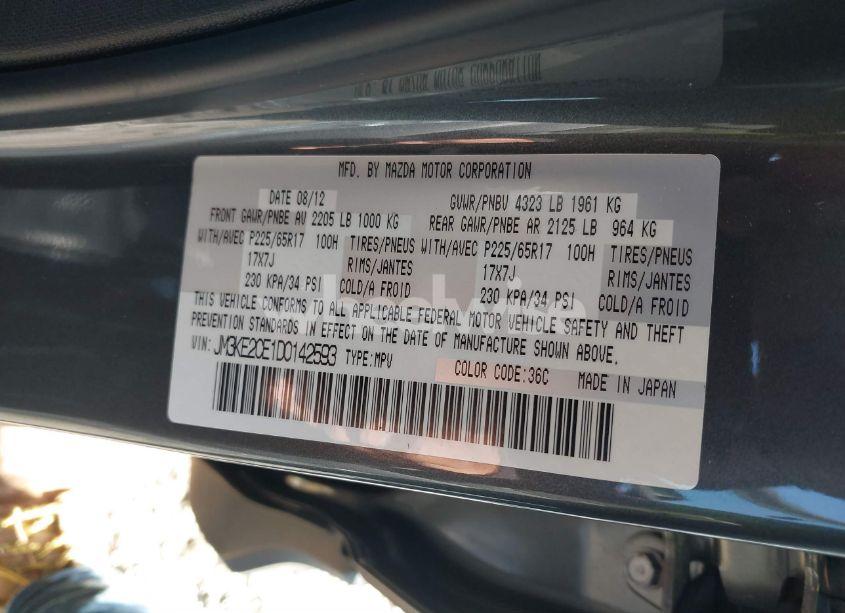 MFD. BY MAZDA MOTOR CORPORATION
DATE 08/12 GVWR/PNBV 4323 LB 1961 KG
FRONT GAWR/PNBE AV 2205 LB 1000 KG REAR GAWR/PNBE AR 2125 LB 964 KG
WITH/AVEC P225/65R17 100H TIRES/PNEUS WITH/AVEC P225/65R17 100H TIRES/PNEUS
17X7J RIMS/JANTES 17X7J RIMS/JANTES
230 KPA/34 PSI COLD/A FROID 230 KPA/34 PSI COLD/A FROID
THIS VEHICLE CONFORMS TO ALL APPLICABLE FEDERAL MOTOR VEHICLE SAFETY AND THEFT
PREVENTION STANDARDS IN EFFECT ON THE DATE OF MANUFACTURE SHOWN ABOVE.
VIN: JM3KE2CE1D0142593 TYPE:MPV
COLOR CODE:36C MADE IN JAPAN